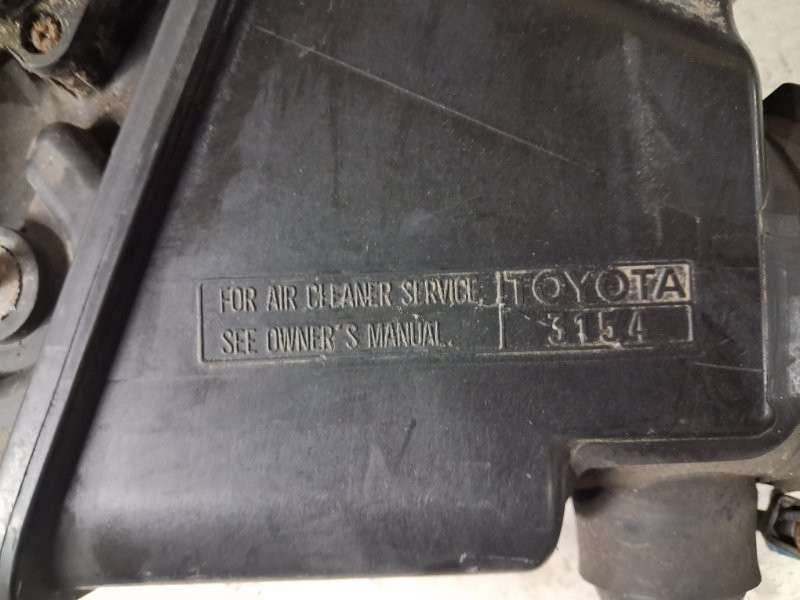 FOR AIR CLEANER SERVICE,
SEE OWNER'S MANUAL.
TOYOTA
3154